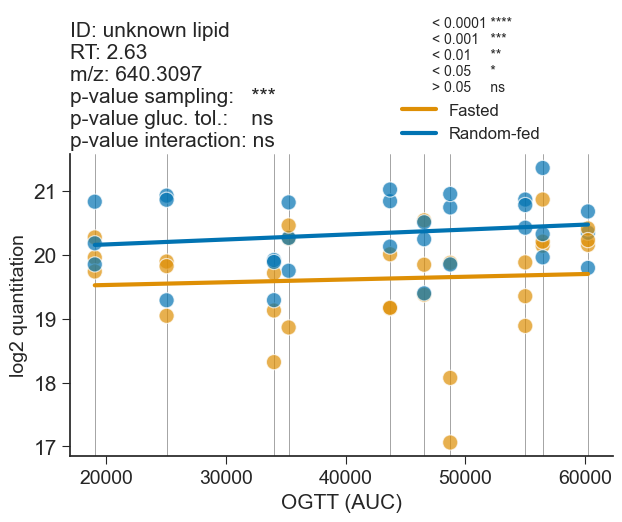 ID: unknown lipid
RT: 2.63
m/z: 640.3097
p-value sampling: ***
p-value gluc. tol.: ns
p-value interaction: ns
< 0.0001 ****
< 0.001 ***
< 0.01 **
< 0.05 *
> 0.05 ns
Fasted
Random-fed
21
20
19
18
17
log2 quantitation
20000 30000 40000 50000 60000
OGTT (AUC)